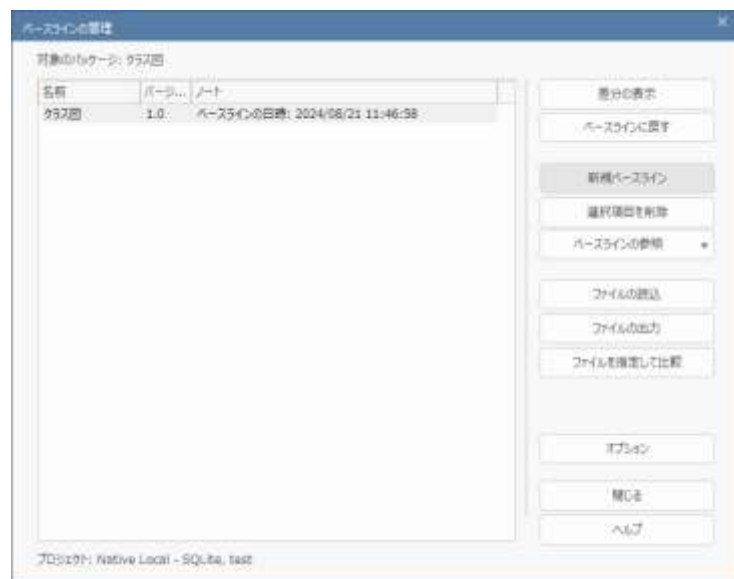 ベースラインの管理
対象のパッケージ: クラス図
名前 バージ... ノート
クラス図 1.0 ベースラインの日時: 2024/08/21 11:46:38
差分の表示
ベースラインに戻す
新規ベースライン
選択項目を削除
ベースラインの参照
ファイルの読込
ファイルの出力
ファイルを指定して比較
オプション
閉じる
ヘルプ
プロジェクト: Native Local - SQLite, test